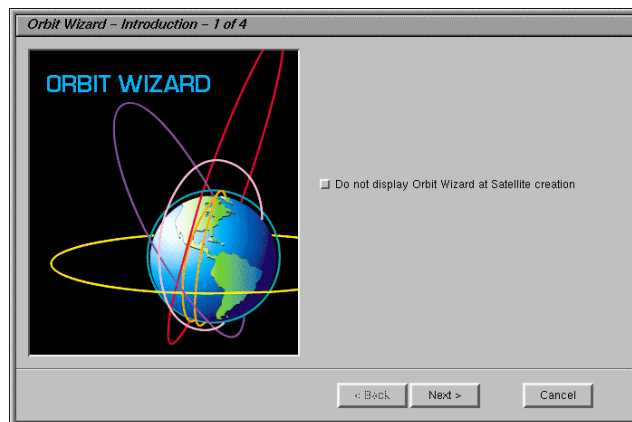 Orbit Wizard – Introduction – 1 of 4
ORBIT WIZARD
Do not display Orbit Wizard at Satellite creation
< Back
Next >
Cancel